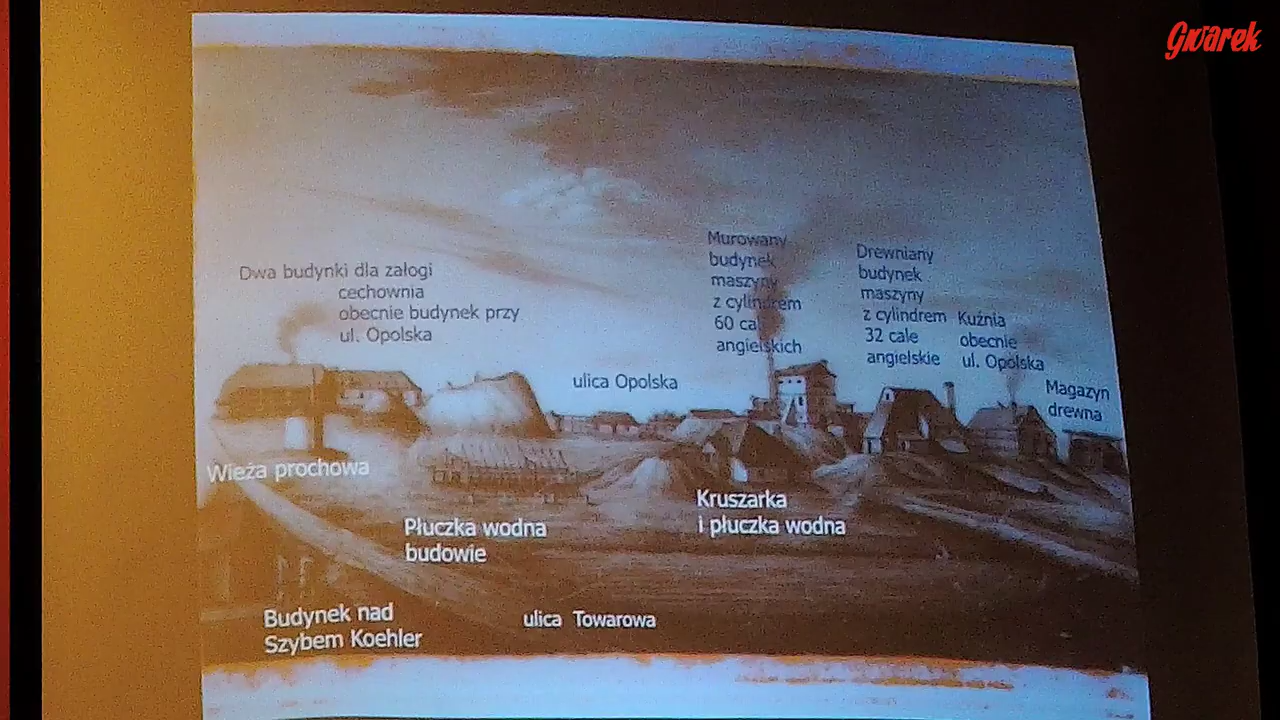 Gwarek
Murowany
budynek
maszyny
z cylindrem
60 cali
angielskich
Drewniany
budynek
maszyny
z cylindrem
32 cale
angielskie
Kuźnia
obecnie
ul. Opolska
Magazyn
drewna
Dwa budynki dla załogi
cechownia
obecnie budynek przy
ul. Opolska
ulica Opolska
Wieża prochowa
Płuczka wodna
budowie
Kruszarka
i płuczka wodna
Budynek nad
Szybem Koehler
ulica Towarowa